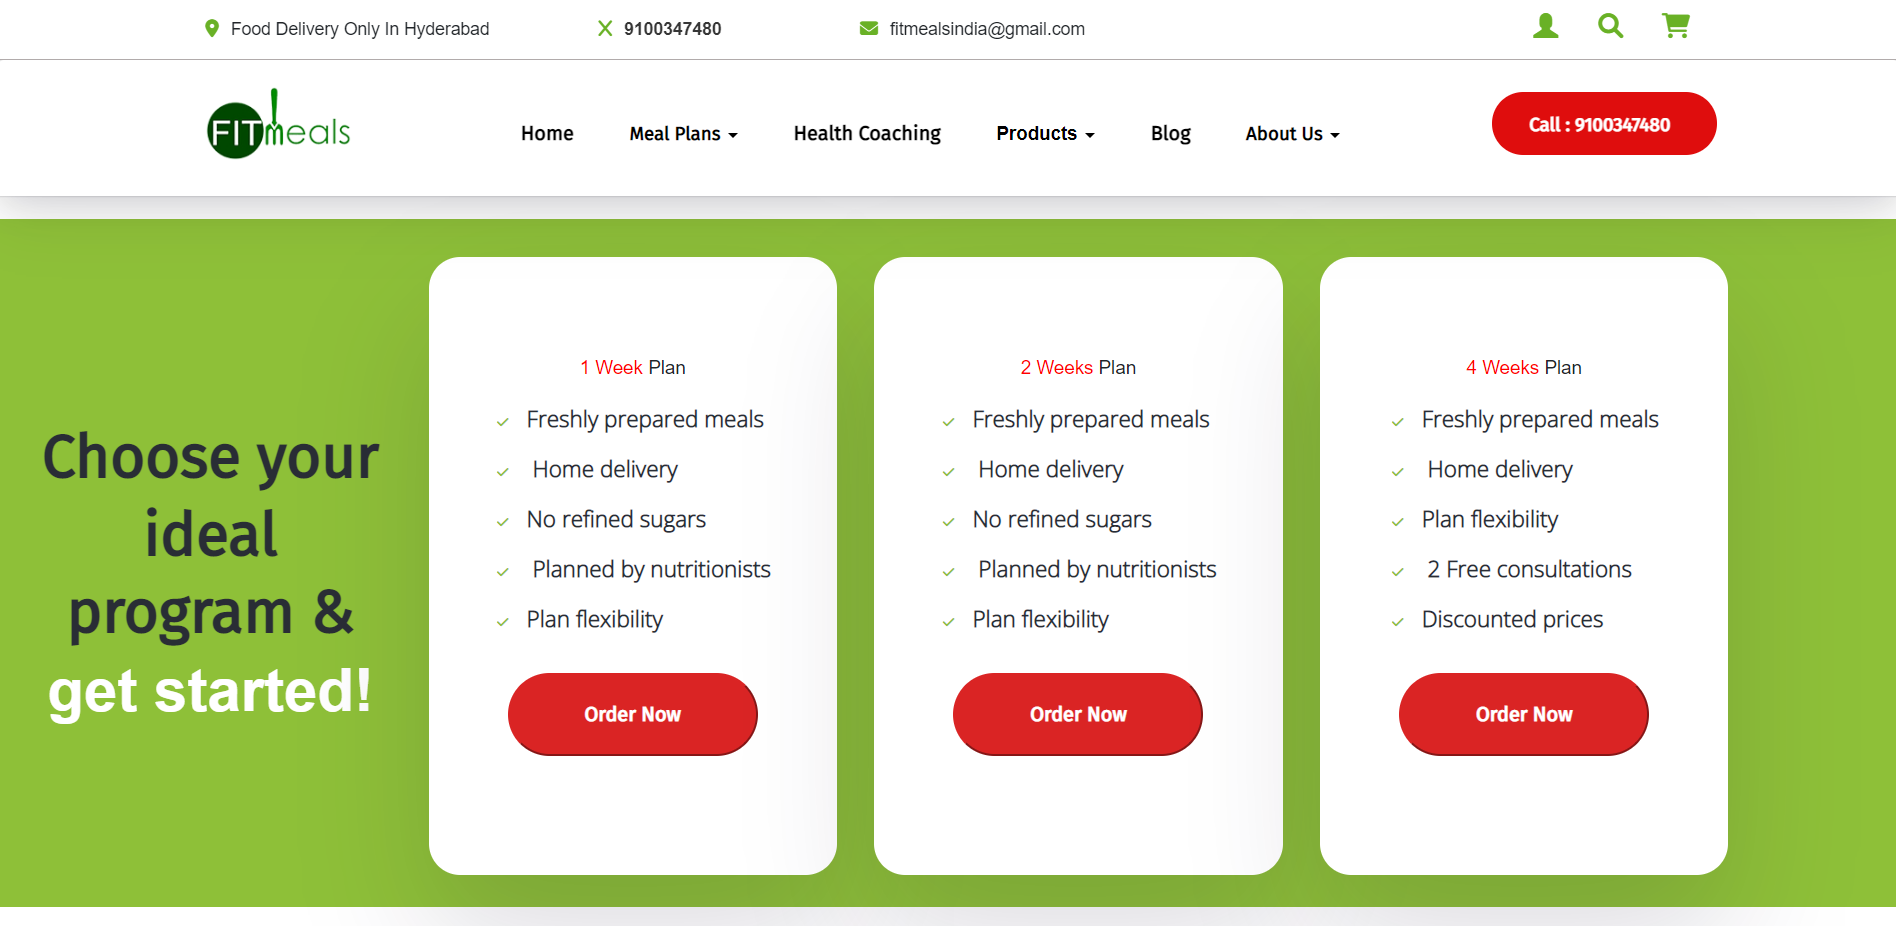 Food Delivery Only In Hyderabad
9100347480
fitmealsindia@gmail.com
FITmeals
Home
Meal Plans
Health Coaching
Products
Blog
About Us
Call : 9100347480
Choose your
ideal
program &
get started!
1 Week Plan
Freshly prepared meals
Home delivery
No refined sugars
Planned by nutritionists
Plan flexibility
Order Now
2 Weeks Plan
Freshly prepared meals
Home delivery
No refined sugars
Planned by nutritionists
Plan flexibility
Order Now
4 Weeks Plan
Freshly prepared meals
Home delivery
Plan flexibility
2 Free consultations
Discounted prices
Order Now